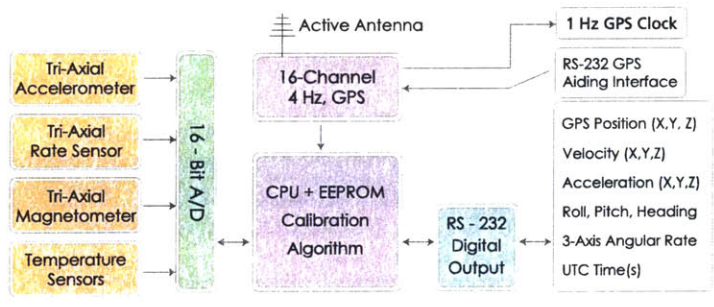 Active Antenna
1 Hz GPS Clock
Tri-Axial
Accelerometer
16-Channel
4 Hz, GPS
RS-232 GPS
Aiding Interface
Tri-Axial
Rate Sensor
16 - Bit A/D
GPS Position (X,Y, Z)
Velocity (X,Y,Z)
Acceleration (X,Y,Z)
Roll, Pitch, Heading
3-Axis Angular Rate
UTC Time(s)
Tri-Axial
Magnetometer
CPU + EEPROM
Calibration
Algorithm
RS - 232
Digital
Output
Temperature
Sensors